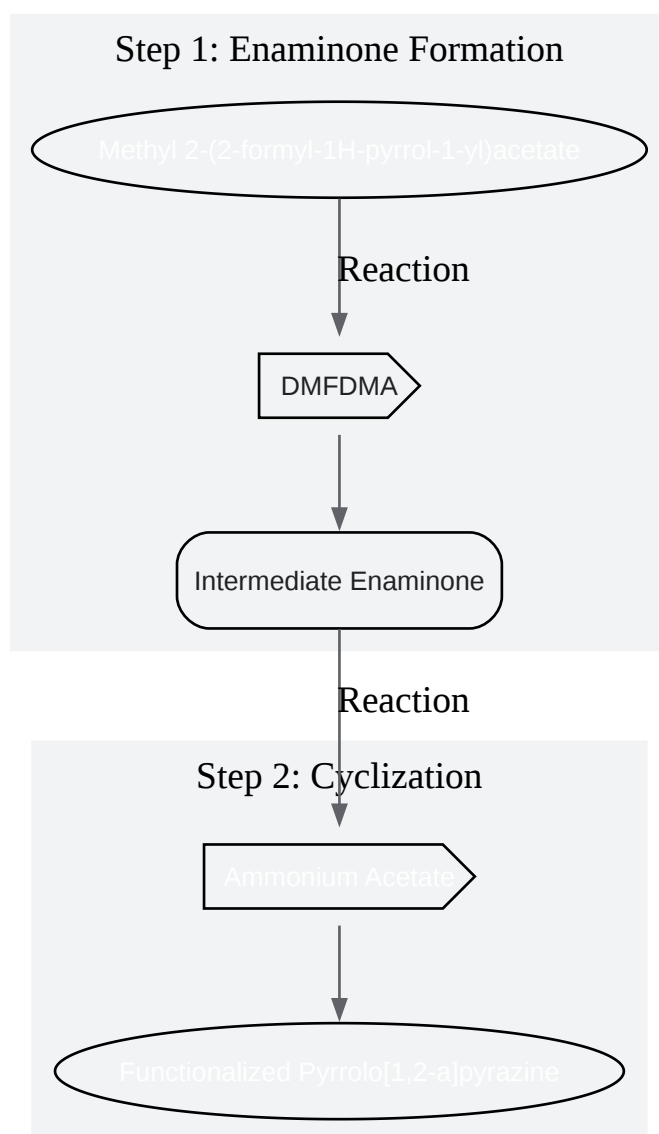 Step 1: Enaminone Formation
Methyl 2-(2-formyl-1H-pyrrol-1-yl)acetate
Reaction
DMFDMA
Intermediate Enaminone
Reaction
Step 2: Cyclization
Ammonium Acetate
Functionalized Pyrrolo[1,2-a]pyrazine